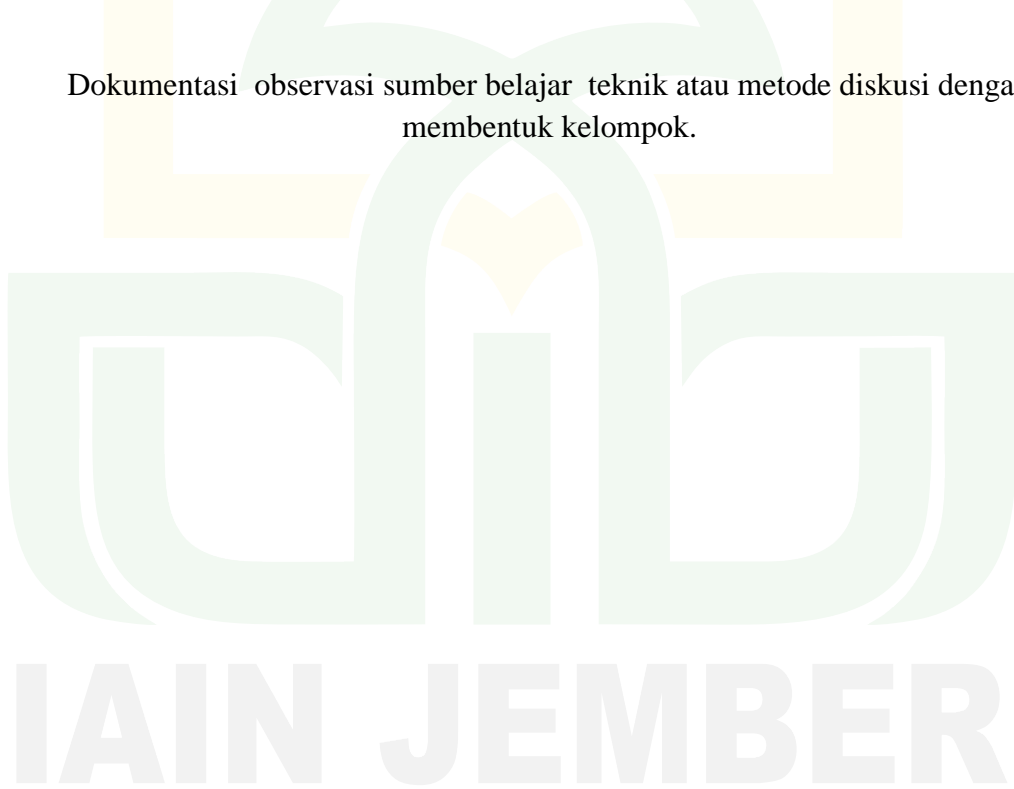 Dokumentasi  observasi sumber belajar  teknik atau metode diskusi denga
membentuk kelompok.
IAIN JEMBER